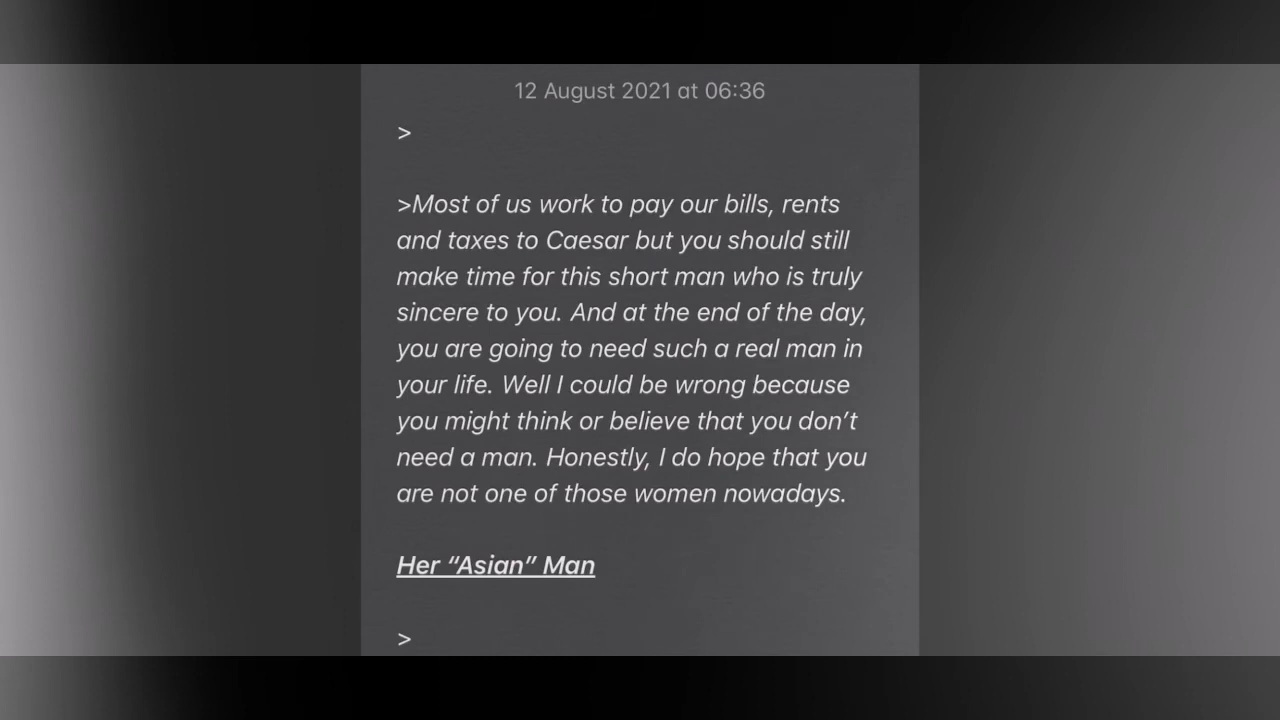 12 August 2021 at 06:36
>
>Most of us work to pay our bills, rents
and taxes to Caesar but you should still
make time for this short man who is truly
sincere to you. And at the end of the day,
you are going to need such a real man in
your life. Well I could be wrong because
you might think or believe that you don’t
need a man. Honestly, I do hope that you
are not one of those women nowadays.
Her “Asian” Man
>